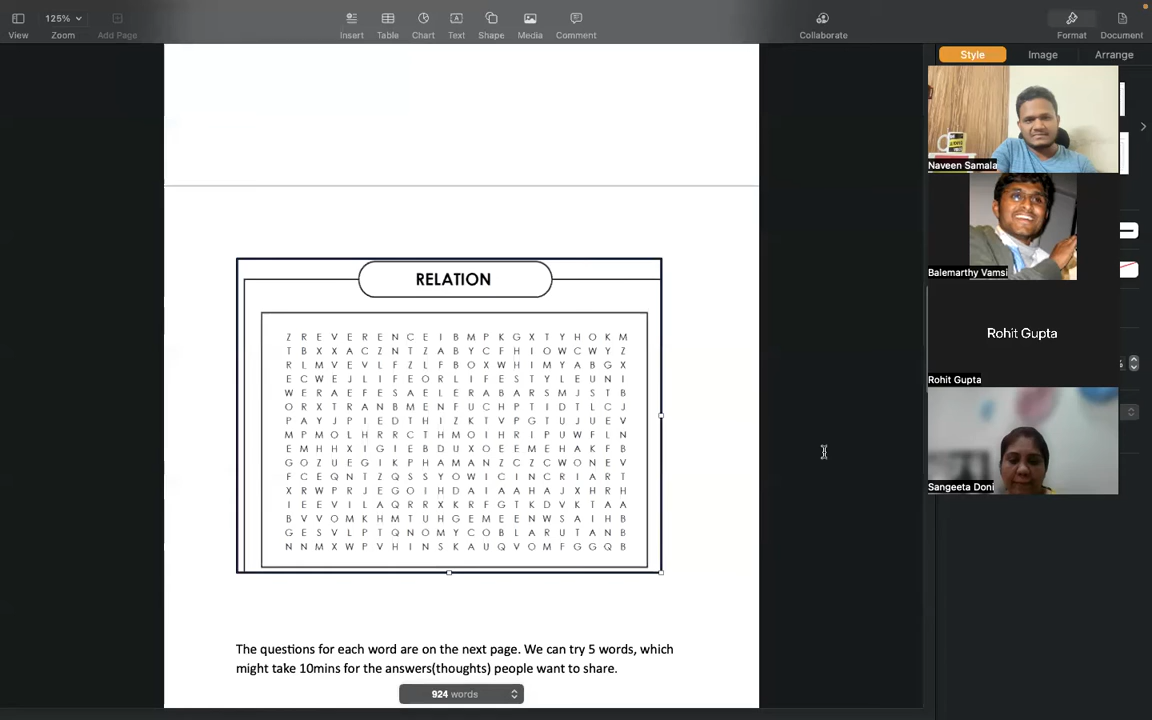 125%
View
Zoom
Add Page
Insert
Table
Chart
Text
Shape
Media
Comment
Collaborate
Format
Document
Style
Image
Arrange
RELATION
Z R E V E R E N C E I B M P K G X T Y H O K M
T B X X A C Z N T Z A B Y C F H I O W C W Y Z
R L M V E V L F Z L F B O X W H I M Y A B G X
E C W E J L I F E O R L I F E S T Y L E U N I
W E R A E F E S A E L E R A B A R S M J S T B
O R X T R A N B M E N F U C H P T I D T L C J
P A Y J P I E D T H I Z K T V P G T U J U E V
M P M O L H R R C T H M O I H R I P U W F L N
E M H H X I G I E B D U X O E E M E H A K F B
G O Z U E G I K P H A M A N Z C Z C W O N E V
F C E Q N T Z Q S S Y O W I C I N C R I A R T
X R W P R J E G O I H D A I A A H A J X H R H
I E E V I L A Q R R X K R F G T K D V K T A A
B V V O M K H M T U H G E M E E N W S A I H B
G E S V L P T Q N O M Y C O B L A R U T A N B
N N M X W P V H I N S K A U Q V O M F G G Q B
The questions for each word are on the next page. We can try 5 words, which
might take 10mins for the answers(thoughts) people want to share.
924 words
Naveen Samala
Balemarthy Vamsi
Rohit Gupta
Rohit Gupta
Sangeeta Doni